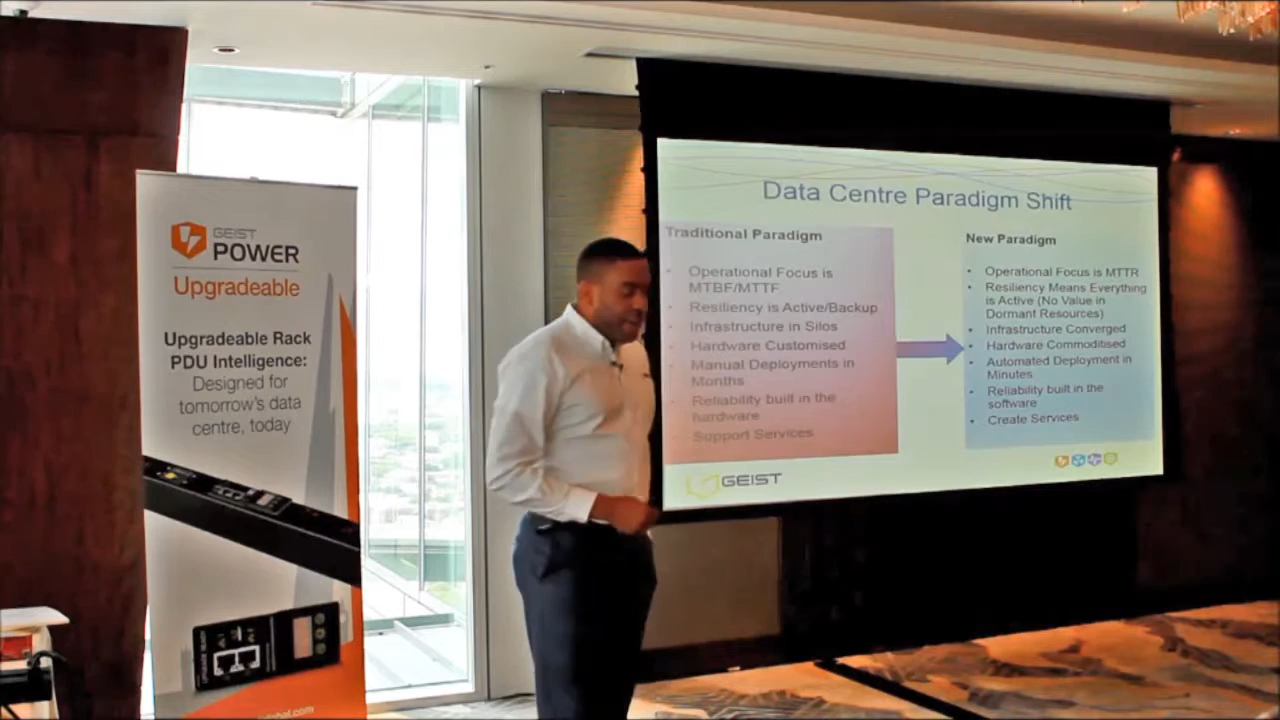 GEIST
POWER
Upgradeable
Upgradeable Rack
PDU Intelligence:
Designed for
tomorrow's data
centre, today
Data Centre Paradigm Shift
Traditional Paradigm
• Operational Focus is
MTBF/MTTF
• Resiliency is Active/Backup
• Infrastructure in Silos
• Hardware Customised
• Manual Deployments in
Months
• Reliability built in the
hardware
• Support Services
New Paradigm
• Operational Focus is MTTR
• Resiliency Means Everything
is Active (No Value in
Dormant Resources)
• Infrastructure Converged
• Hardware Commoditised
• Automated Deployment in
Minutes
• Reliability built in the
software
• Create Services
GEIST